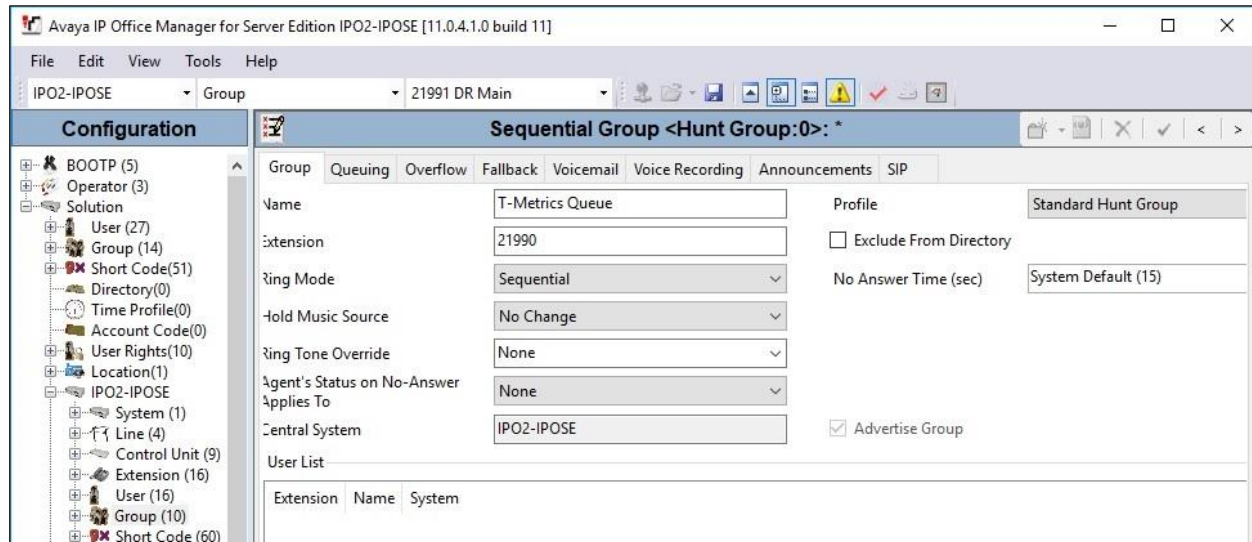 Avaya IP Office Manager for Server Edition IPO2-IPOSE [11.0.4.1.0 build 11]
File Edit View Tools Help
IPO2-IPOSE Group 21991 DR Main
Configuration
BOOTP (5)
Operator (3)
Solution
User (27)
Group (14)
Short Code(51)
Directory(0)
Time Profile(0)
Account Code(0)
User Rights(10)
Location(1)
IPO2-IPOSE
System (1)
Line (4)
Control Unit (9)
Extension (16)
User (16)
Group (10)
Short Code (60)
Sequential Group <Hunt Group:0>: *
Group Queuing Overflow Fallback Voicemail Voice Recording Announcements SIP
Name T-Metrics Queue Profile Standard Hunt Group
Extension 21990 Exclude From Directory
Ring Mode Sequential No Answer Time (sec) System Default (15)
Hold Music Source No Change
Ring Tone Override None
Agent's Status on No-Answer
Applies To None
Central System IPO2-IPOSE Advertise Group
User List
Extension Name System